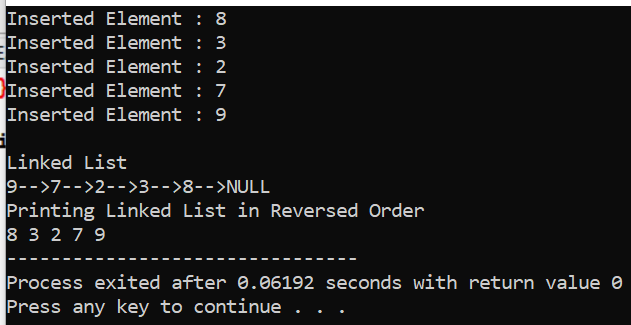 Inserted Element : 8
Inserted Element : 3
Inserted Element : 2
Inserted Element : 7
Inserted Element : 9
Linked List
9-->7-->2-->3-->8-->NULL
Printing Linked List in Reversed Order
8 3 2 7 9
--------------------------------
Process exited after 0.06192 seconds with return value 0
Press any key to continue . . .